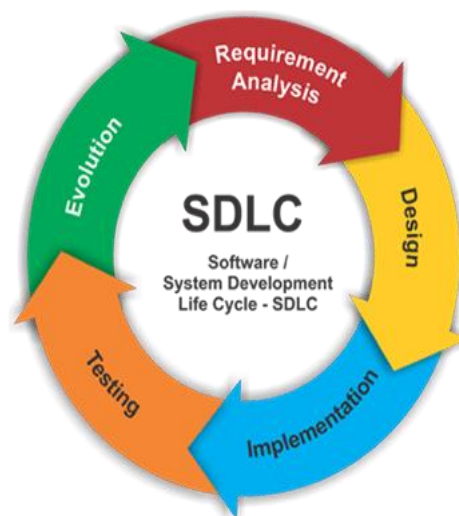 Requirement
Analysis
Design
Implementation
Testing
Evolution
SDLC
Software /
System Development
Life Cycle - SDLC